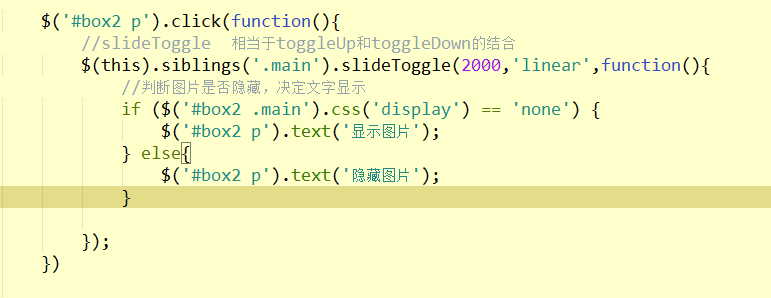 $('#box2 p').click(function(){
//slideToggle  相当于toggleUp和toggleDown的结合
$(this).siblings('.main').slideToggle(2000,'linear',function(){
//判断图片是否隐藏，决定文字显示
if ($('#box2 .main').css('display') == 'none') {
$('#box2 p').text('显示图片');
} else{
$('#box2 p').text('隐藏图片');
}
});
})